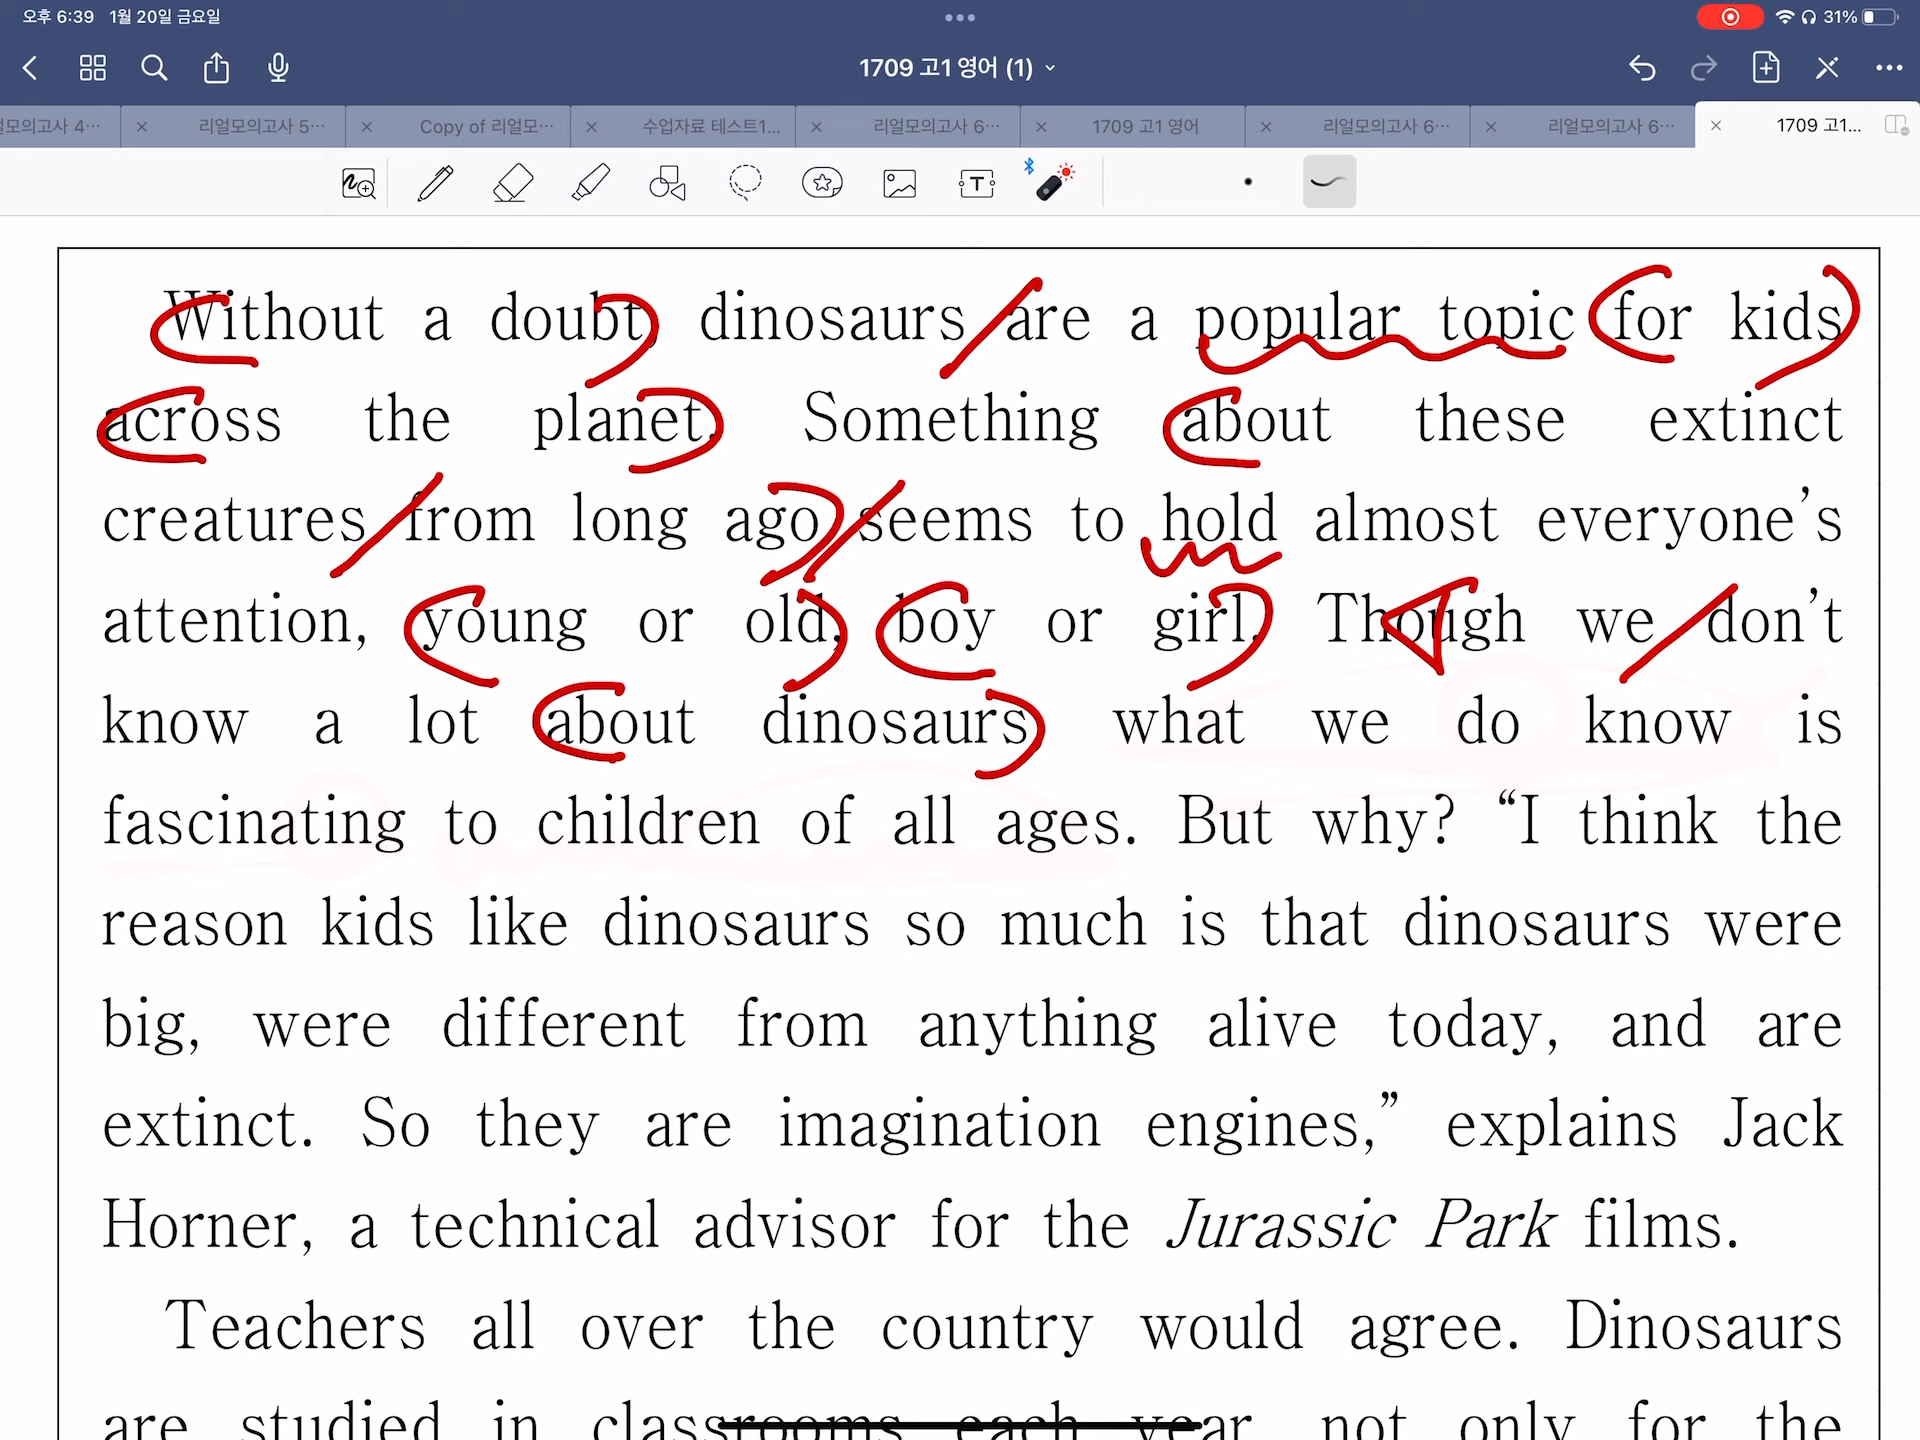 오후 6:39 1월 20일 금요일
31%
1709 고1 영어 (1)
얼모의고사 4…
리얼모의고사 5…
Copy of 리얼모…
수업자료 테스트1…
리얼모의고사 6…
1709 고1 영어
리얼모의고사 6…
리얼모의고사 6…
1709 고1…
Without a doubt, dinosaurs are a popular topic for kids
across the planet. Something about these extinct
creatures from long ago seems to hold almost everyone’s
attention, young or old, boy or girl. Though we don’t
know a lot about dinosaurs, what we do know is
fascinating to children of all ages. But why? “I think the
reason kids like dinosaurs so much is that dinosaurs were
big, were different from anything alive today, and are
extinct. So they are imagination engines,” explains Jack
Horner, a technical advisor for the Jurassic Park films.
Teachers all over the country would agree. Dinosaurs
are studied in classrooms each year not only for the